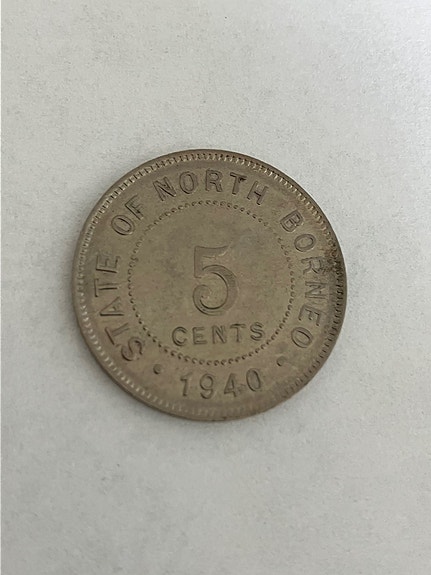 STATE OF NORTH BORNEO
5
CENTS
· 1940 ·